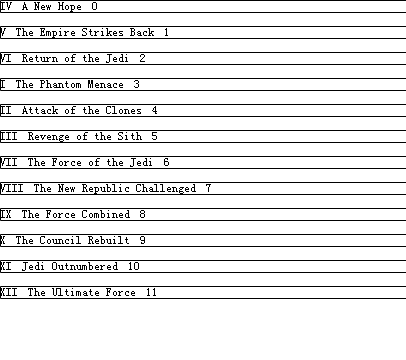 IV A New Hope 0
V The Empire Strikes Back 1
VI Return of the Jedi 2
I The Phantom Menace 3
II Attack of the Clones 4
III Revenge of the Sith 5
VII The Force of the Jedi 6
VIII The New Republic Challenged 7
IX The Force Combined 8
X The Council Rebuilt 9
XI Jedi Outnumbered 10
XII The Ultimate Force 11